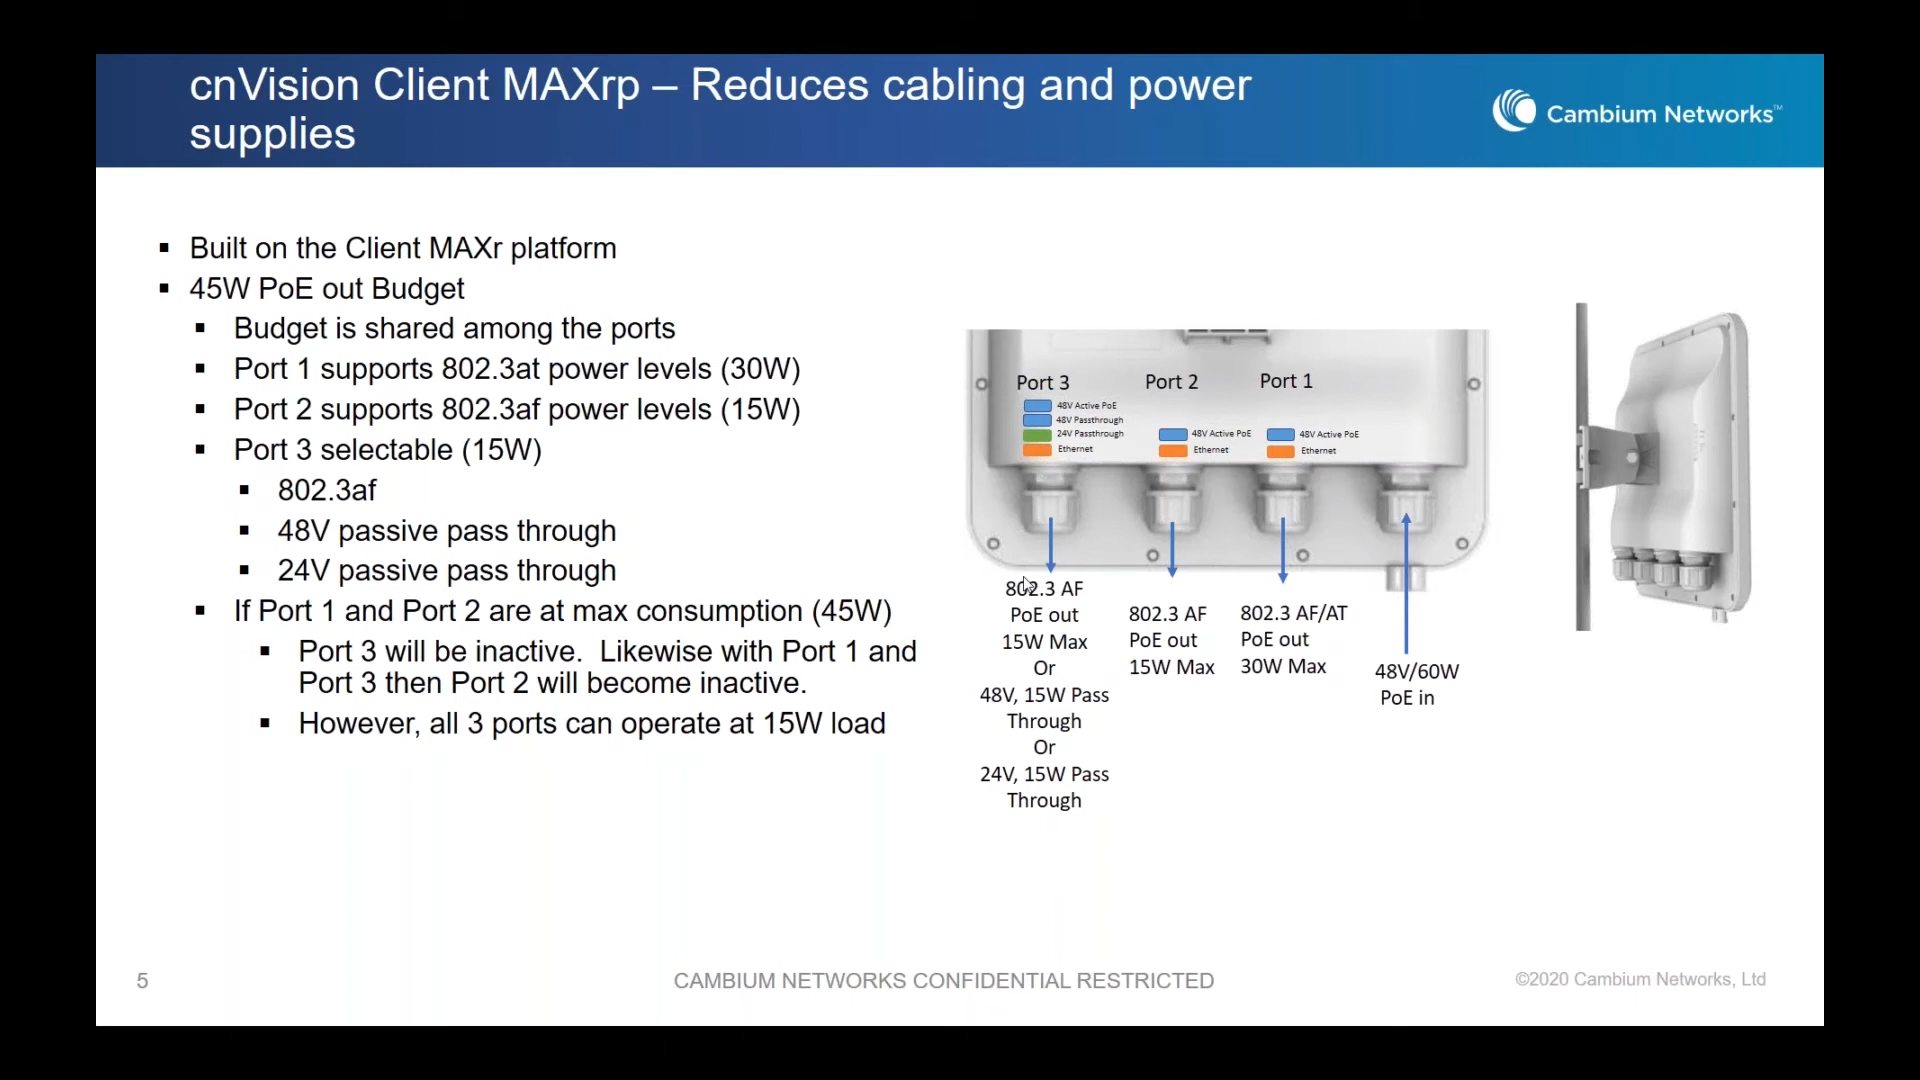 cnVision Client MAXrp – Reduces cabling and power
supplies
Cambium Networks™
▪ Built on the Client MAXr platform
▪ 45W PoE out Budget
▪ Budget is shared among the ports
▪ Port 1 supports 802.3at power levels (30W)
▪ Port 2 supports 802.3af power levels (15W)
▪ Port 3 selectable (15W)
▪ 802.3af
▪ 48V passive pass through
▪ 24V passive pass through
▪ If Port 1 and Port 2 are at max consumption (45W)
▪ Port 3 will be inactive. Likewise with Port 1 and
Port 3 then Port 2 will become inactive.
▪ However, all 3 ports can operate at 15W load
Port 3
48V Active PoE
48V Passthrough
24V Passthrough
Ethernet
Port 2
48V Active PoE
Ethernet
Port 1
48V Active PoE
Ethernet
802.3 AF
PoE out
15W Max
Or
48V, 15W Pass
Through
Or
24V, 15W Pass
Through
802.3 AF
PoE out
15W Max
802.3 AF/AT
PoE out
30W Max
48V/60W
PoE in
5
CAMBIUM NETWORKS CONFIDENTIAL RESTRICTED
©2020 Cambium Networks, Ltd